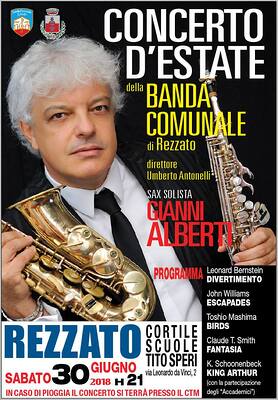 CONCERTO
D'ESTATE
della BANDA
COMUNALE
di Rezzato
direttore
Umberto Antonelli
SAX SOLISTA
GIANNI
ALBERTI
PROGRAMMA
Leonard Bernstein
DIVERTIMENTO
John Williams
ESCAPADES
Toshio Mashima
BIRDS
Claude T. Smith
FANTASIA
K. Schoonenbeek
KING ARTHUR
(con la partecipazione
degli "Accademici")
REZZATO
CORTILE
SCUOLE
TITO SPERI
via Leonardo da Vinci, 2
SABATO 30 GIUGNO
2018 H 21
IN CASO DI PIOGGIA IL CONCERTO SI TERRÀ PRESSO IL CTM